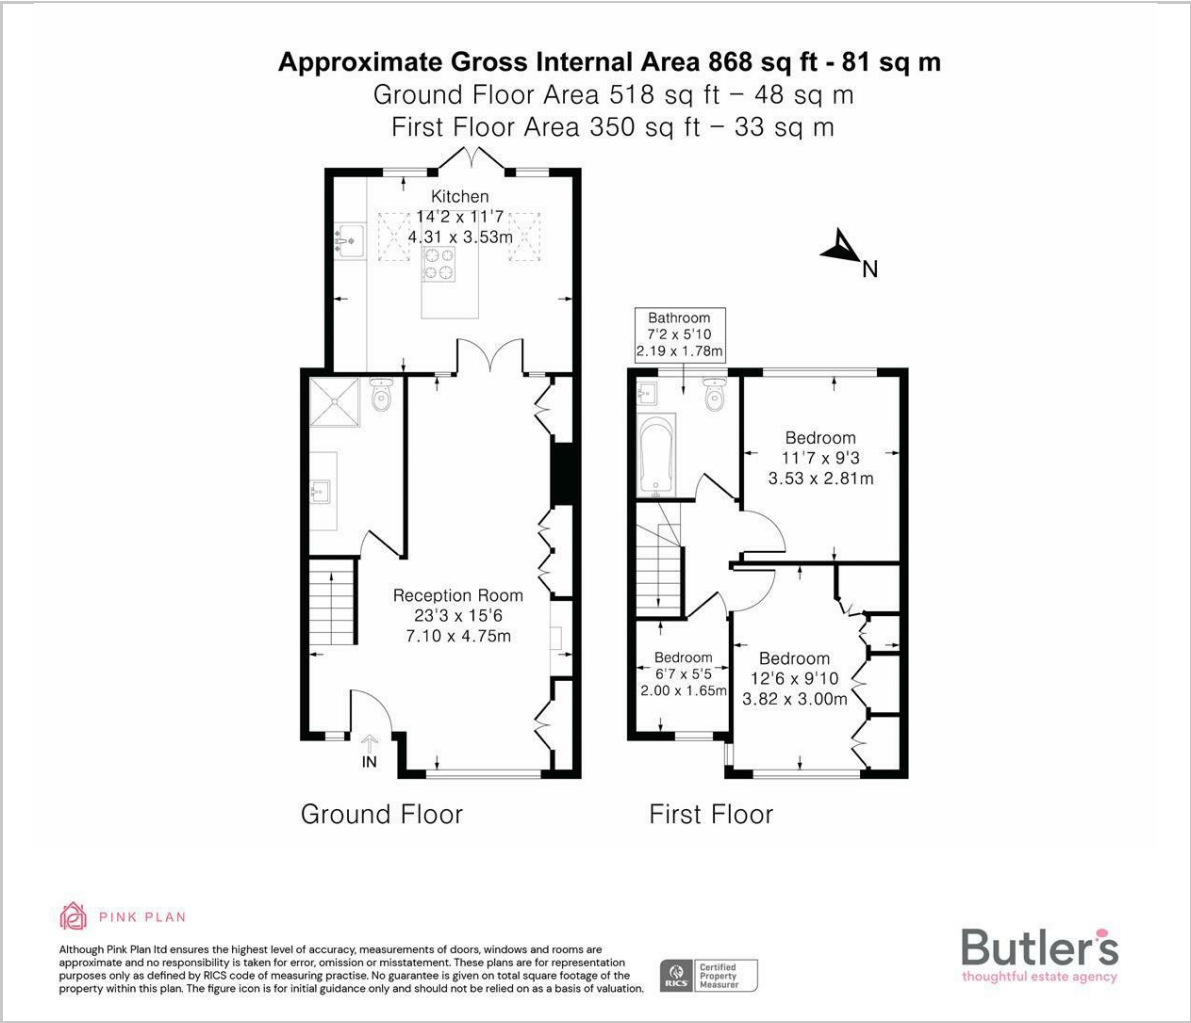 Approximate Gross Internal Area 868 sq ft - 81 sq m
Ground Floor Area 518 sq ft – 48 sq m
First Floor Area 350 sq ft – 33 sq m
Kitchen
14'2 x 11'7
4.31 x 3.53m
N
Bathroom
7'2 x 5'10
2.19 x 1.78m
Bedroom
11'7 x 9'3
3.53 x 2.81m
Reception Room
23'3 x 15'6
7.10 x 4.75m
Bedroom
6'7 x 5'5
2.00 x 1.65m
Bedroom
12'6 x 9'10
3.82 x 3.00m
IN
Ground Floor
First Floor
PINK PLAN
Although Pink Plan ltd ensures the highest level of accuracy, measurements of doors, windows and rooms are
approximate and no responsibility is taken for error, omission or misstatement. These plans are for representation
purposes only as defined by RICS code of measuring practise. No guarantee is given on total square footage of the
property within this plan. The figure icon is for initial guidance only and should not be relied on as a basis of valuation.
RICS
Certified
Property
Measurer
Butler's
thoughtful estate agency